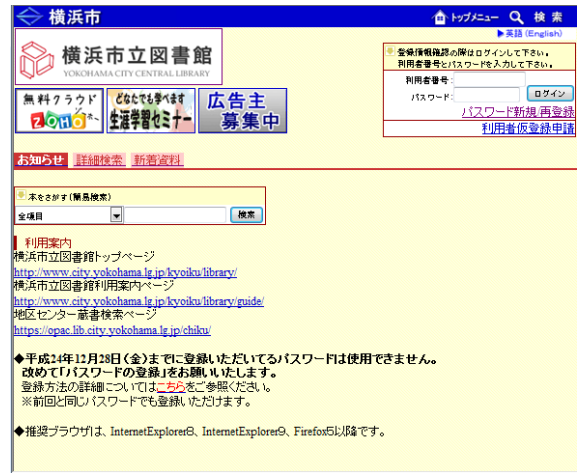 横浜市
トップメニュー 検 索
▶英語(English)
横浜市立図書館
YOKOHAMA CITY CENTRAL LIBRARY
登録情報確認の際はログインして下さい。
利用者番号とパスワードを入力して下さい。
利用者番号:
パスワード:
ログイン
パスワード新規/再登録
利用者仮登録申請
無料クラウド
ZOHO
どなたでも学べます
生涯学習セミナー
広告主
募集中
お知らせ 詳細検索 新着資料
本をさがす(簡易検索)
全項目 検索
利用案内
横浜市立図書館トップページ
http://www.city.yokohama.lg.jp/kyoiku/library/
横浜市立図書館利用案内ページ
http://www.city.yokohama.lg.jp/kyoiku/library/guide/
地区センター蔵書検索ページ
https://opac.lib.city.yokohama.lg.jp/chiku/
◆平成24年12月28日(金)までに登録いただいてるパスワードは使用できません。
改めて「パスワードの登録」をお願いいたします。
登録方法の詳細についてはこちらをご参照ください。
※前回と同じパスワードでも登録いただけます。
◆推奨ブラウザは、InternetExplorer8、InternetExplorer9、Firefox5以降です。